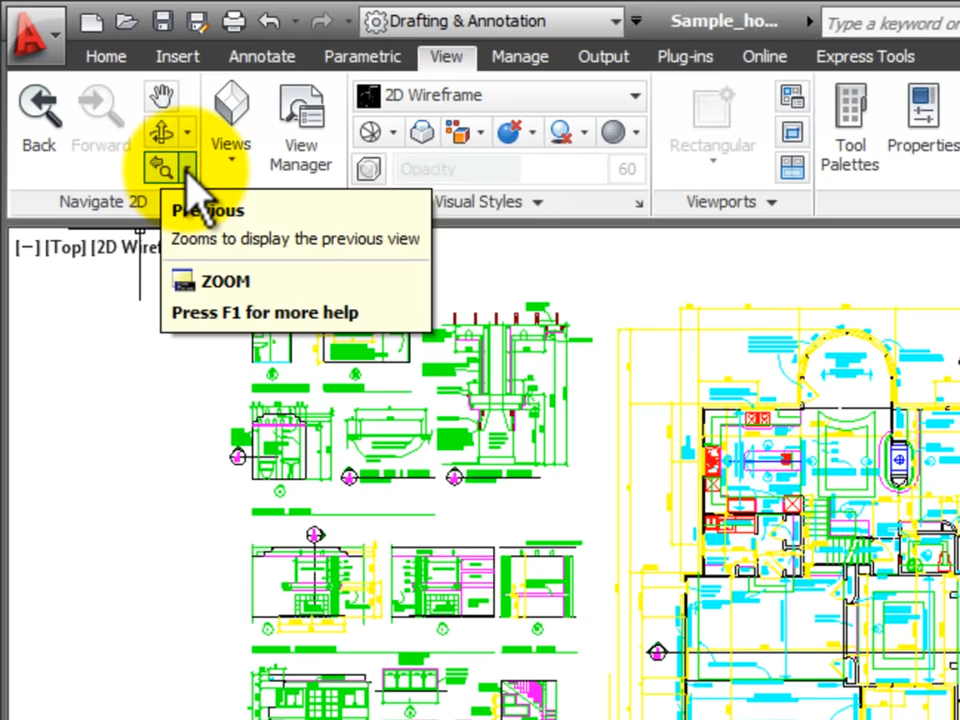 Drafting & Annotation
Sample_ho...
Type a keyword or
Home
Insert
Annotate
Parametric
View
Manage
Output
Plug-ins
Online
Express Tools
Back
Forward
Views
View
Manager
2D Wireframe
Opacity
60
Rectangular
Tool
Palettes
Properties
Navigate 2D
Visual Styles
Viewports
Previous
Zooms to display the previous view
ZOOM
Press F1 for more help
[−] [Top] [2D Wiref